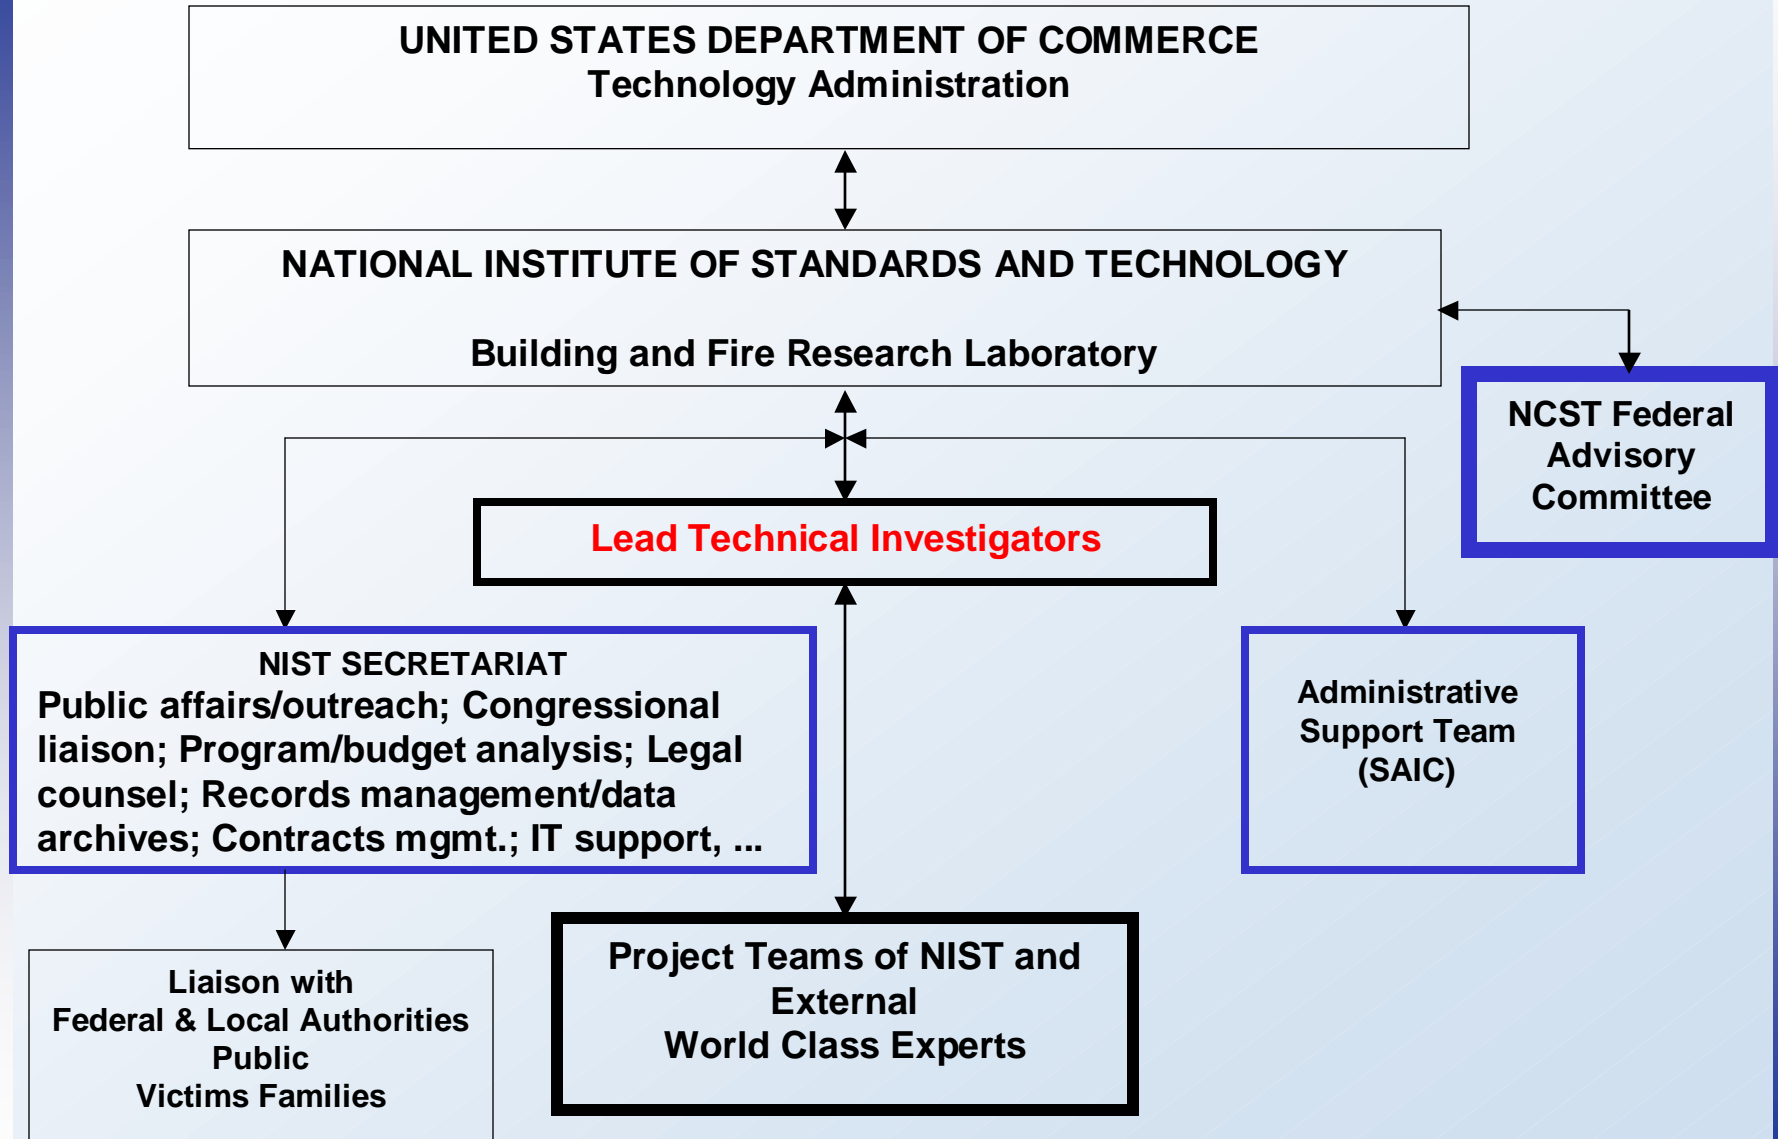 UNITED STATES DEPARTMENT OF COMMERCE
Technology Administration
NATIONAL INSTITUTE OF STANDARDS AND TECHNOLOGY
Building and Fire Research Laboratory
NCST Federal
Advisory
Committee
Lead Technical Investigators
NIST SECRETARIAT
Public affairs/outreach; Congressional
liaison; Program/budget analysis; Legal
counsel; Records management/data
archives; Contracts mgmt.; IT support, ...
Administrative
Support Team
(SAIC)
Liaison with
Federal & Local Authorities
Public
Victims Families
Project Teams of NIST and
External
World Class Experts